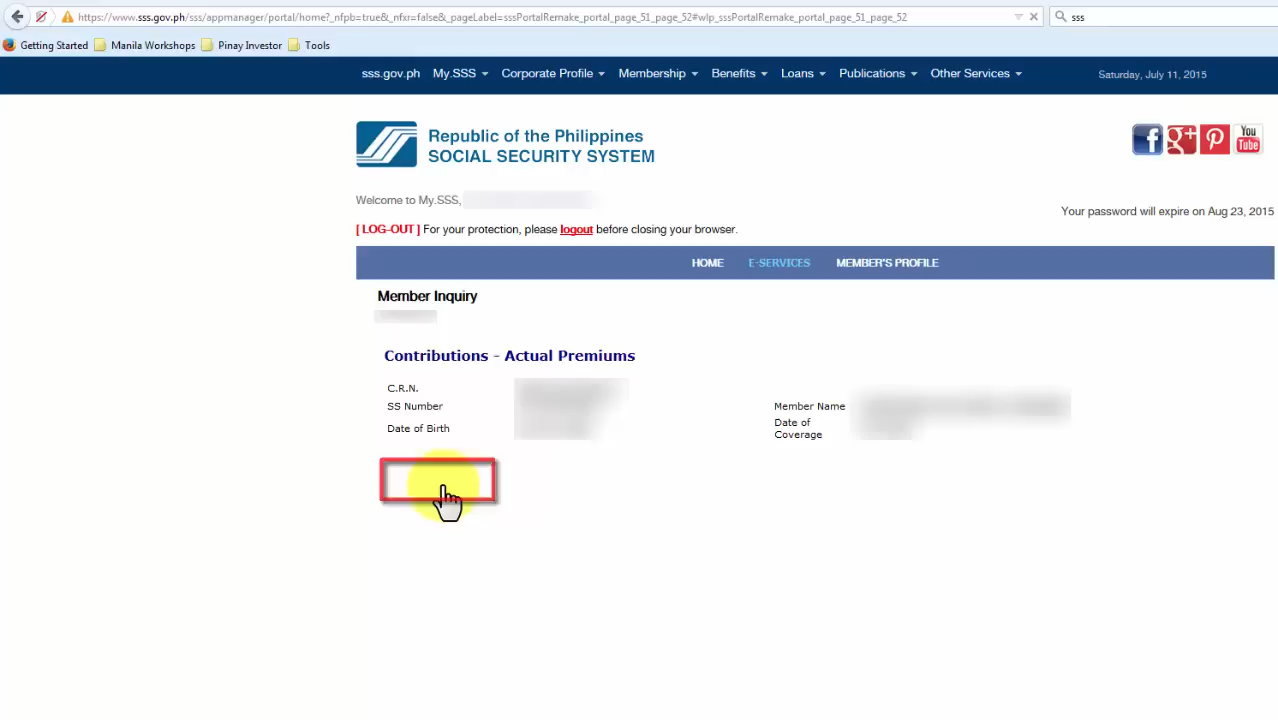 https://www.sss.gov.ph/sss/appmanager/portal/home?_nfpb=true&_nfxr=false&_pageLabel=sssPortalRemake_portal_page_51_page_52#wlp_sssPortalRemake_portal_page_51_page_52
sss
Getting Started Manila Workshops Pinay Investor Tools
sss.gov.ph My.SSS Corporate Profile Membership Benefits Loans Publications Other Services Saturday, July 11, 2015
Republic of the Philippines
SOCIAL SECURITY SYSTEM
f g+ You Tube
Welcome to My.SSS,
Your password will expire on Aug 23, 2015
[ LOG-OUT ] For your protection, please logout before closing your browser.
HOME E-SERVICES MEMBER'S PROFILE
Member Inquiry
Contributions - Actual Premiums
C.R.N.
SS Number Member Name
Date of Birth Date of
Coverage